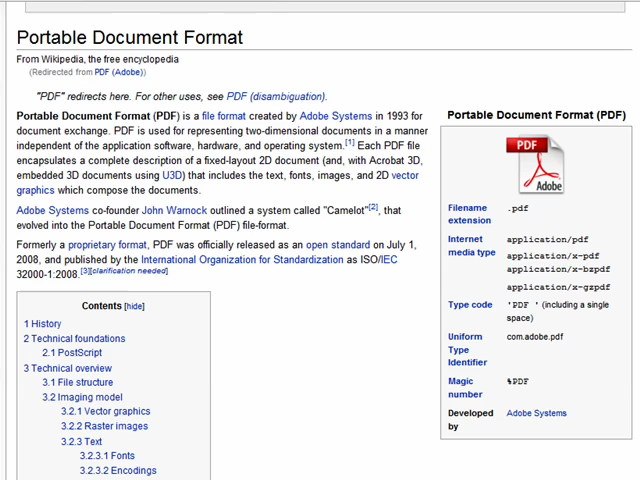 Portable Document Format
From Wikipedia, the free encyclopedia
(Redirected from PDF (Adobe))
"PDF" redirects here. For other uses, see PDF (disambiguation).
Portable Document Format (PDF) is a file format created by Adobe Systems in 1993 for
document exchange. PDF is used for representing two-dimensional documents in a manner
independent of the application software, hardware, and operating system.[1] Each PDF file
encapsulates a complete description of a fixed-layout 2D document (and, with Acrobat 3D,
embedded 3D documents using U3D) that includes the text, fonts, images, and 2D vector
graphics which compose the documents.
Adobe Systems co-founder John Warnock outlined a system called "Camelot"[2], that
evolved into the Portable Document Format (PDF) file-format.
Formerly a proprietary format, PDF was officially released as an open standard on July 1,
2008, and published by the International Organization for Standardization as ISO/IEC
32000-1:2008.[3][clarification needed]
Contents [hide]
1 History
2 Technical foundations
2.1 PostScript
3 Technical overview
3.1 File structure
3.2 Imaging model
3.2.1 Vector graphics
3.2.2 Raster images
3.2.3 Text
3.2.3.1 Fonts
3.2.3.2 Encodings
Portable Document Format (PDF)
PDF
Adobe
Filename extension .pdf
Internet media type application/pdf
application/x-pdf
application/x-bzpdf
application/x-gzpdf
Type code 'PDF ' (including a single
space)
Uniform Type Identifier com.adobe.pdf
Magic number %PDF
Developed by Adobe Systems